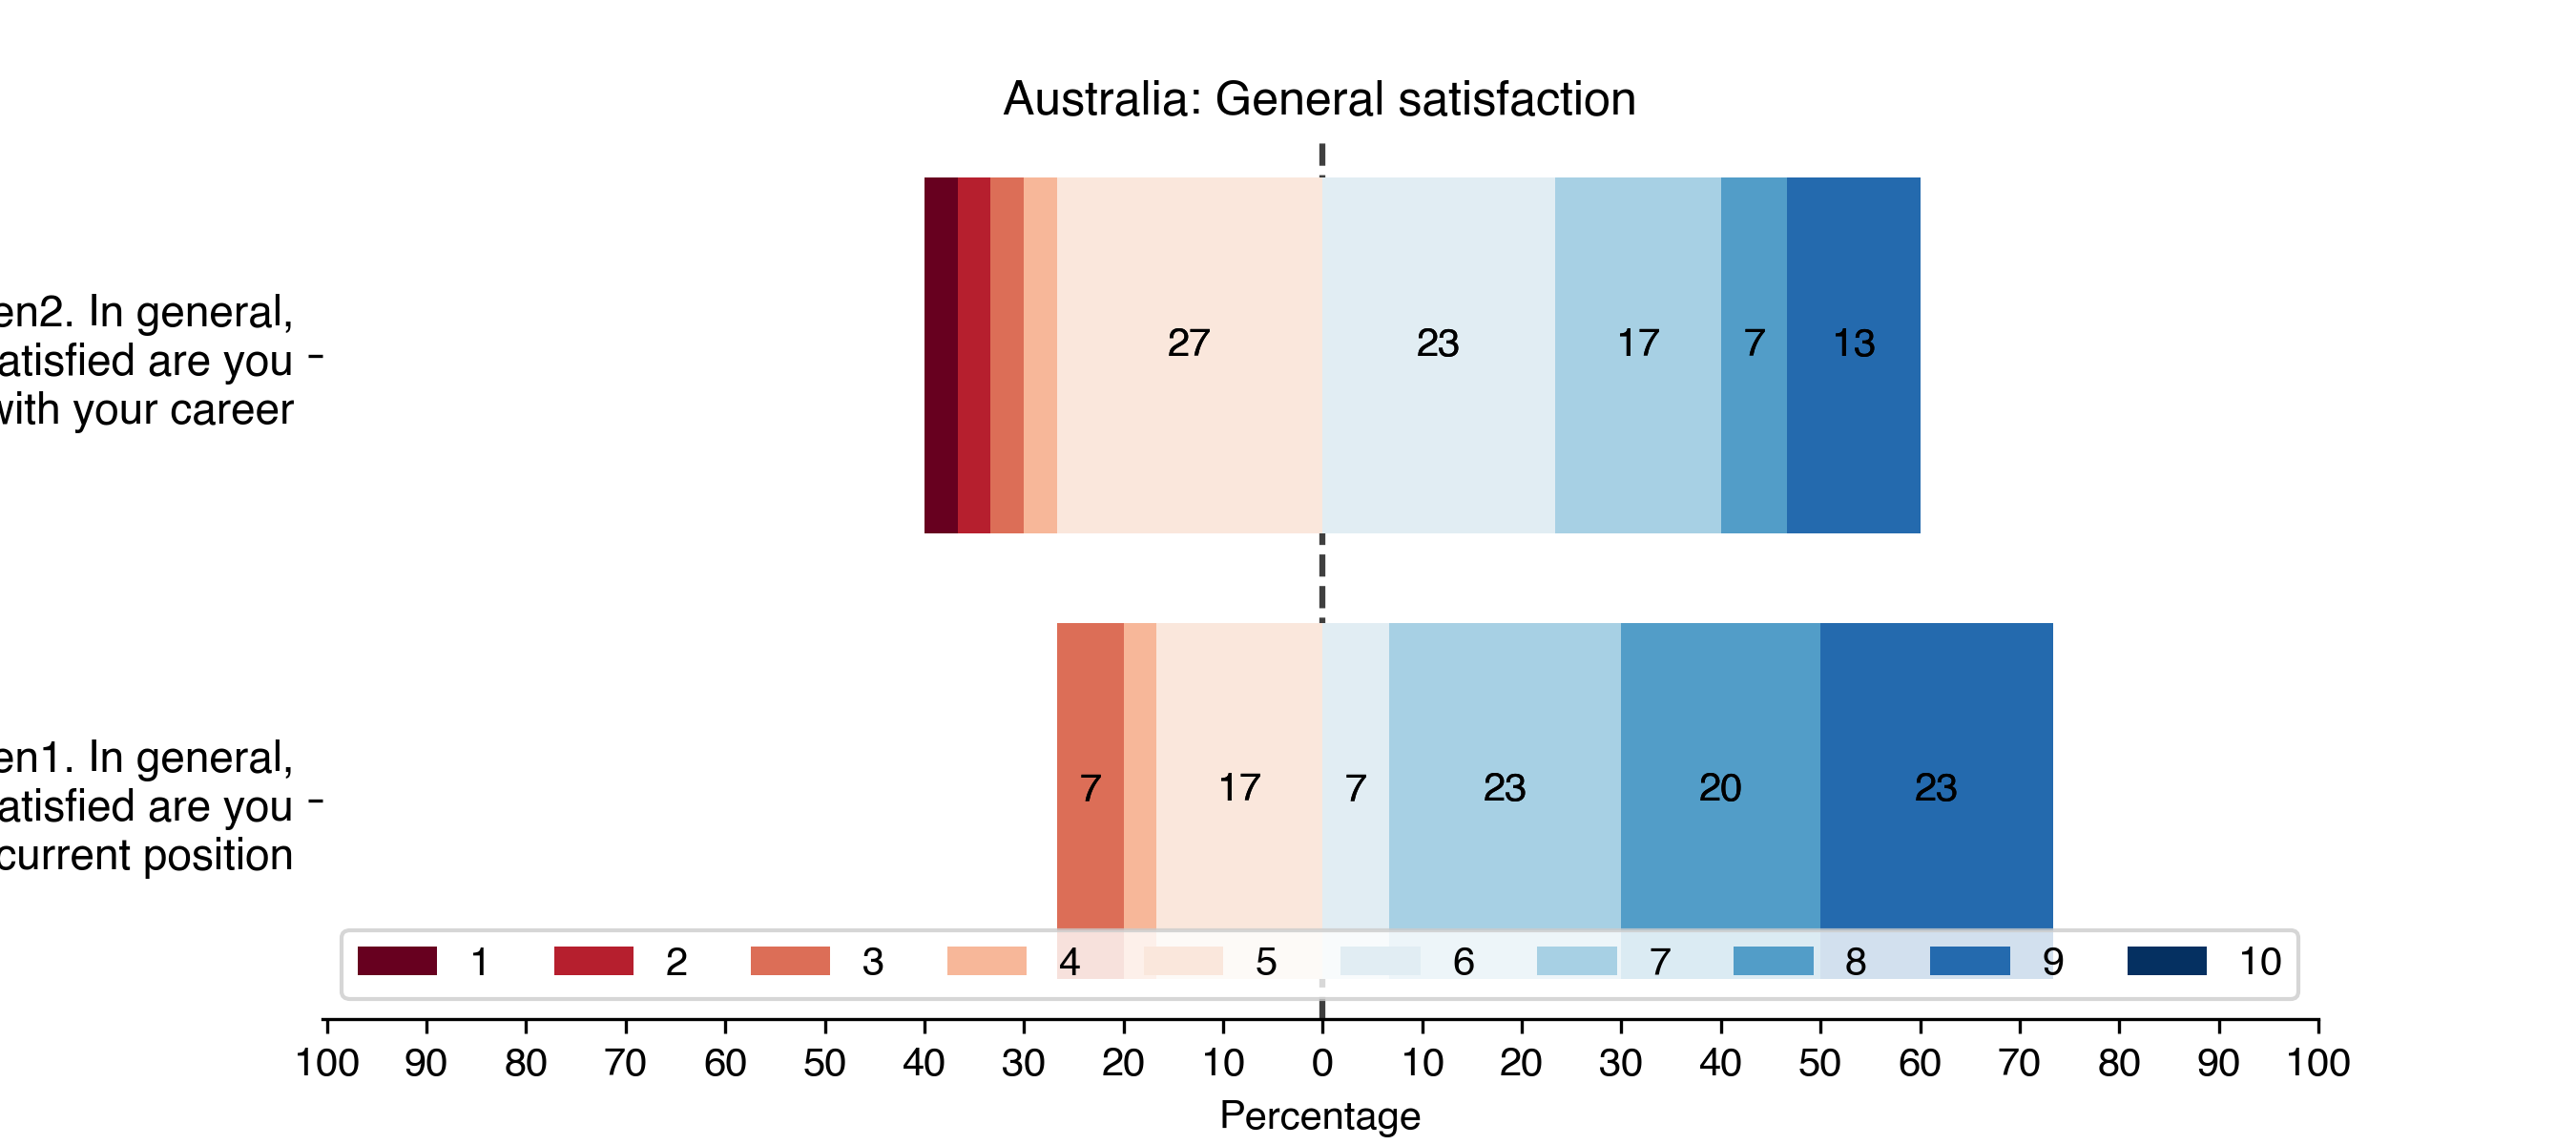 Australia: General satisfaction
en2. In general,
atisfied are you
with your career
27 23 17 7 13
en1. In general,
atisfied are you
current position
7 17 7 23 20 23
1 2 3 4 5 6 7 8 9 10
100 90 80 70 60 50 40 30 20 10 0 10 20 30 40 50 60 70 80 90 100
Percentage